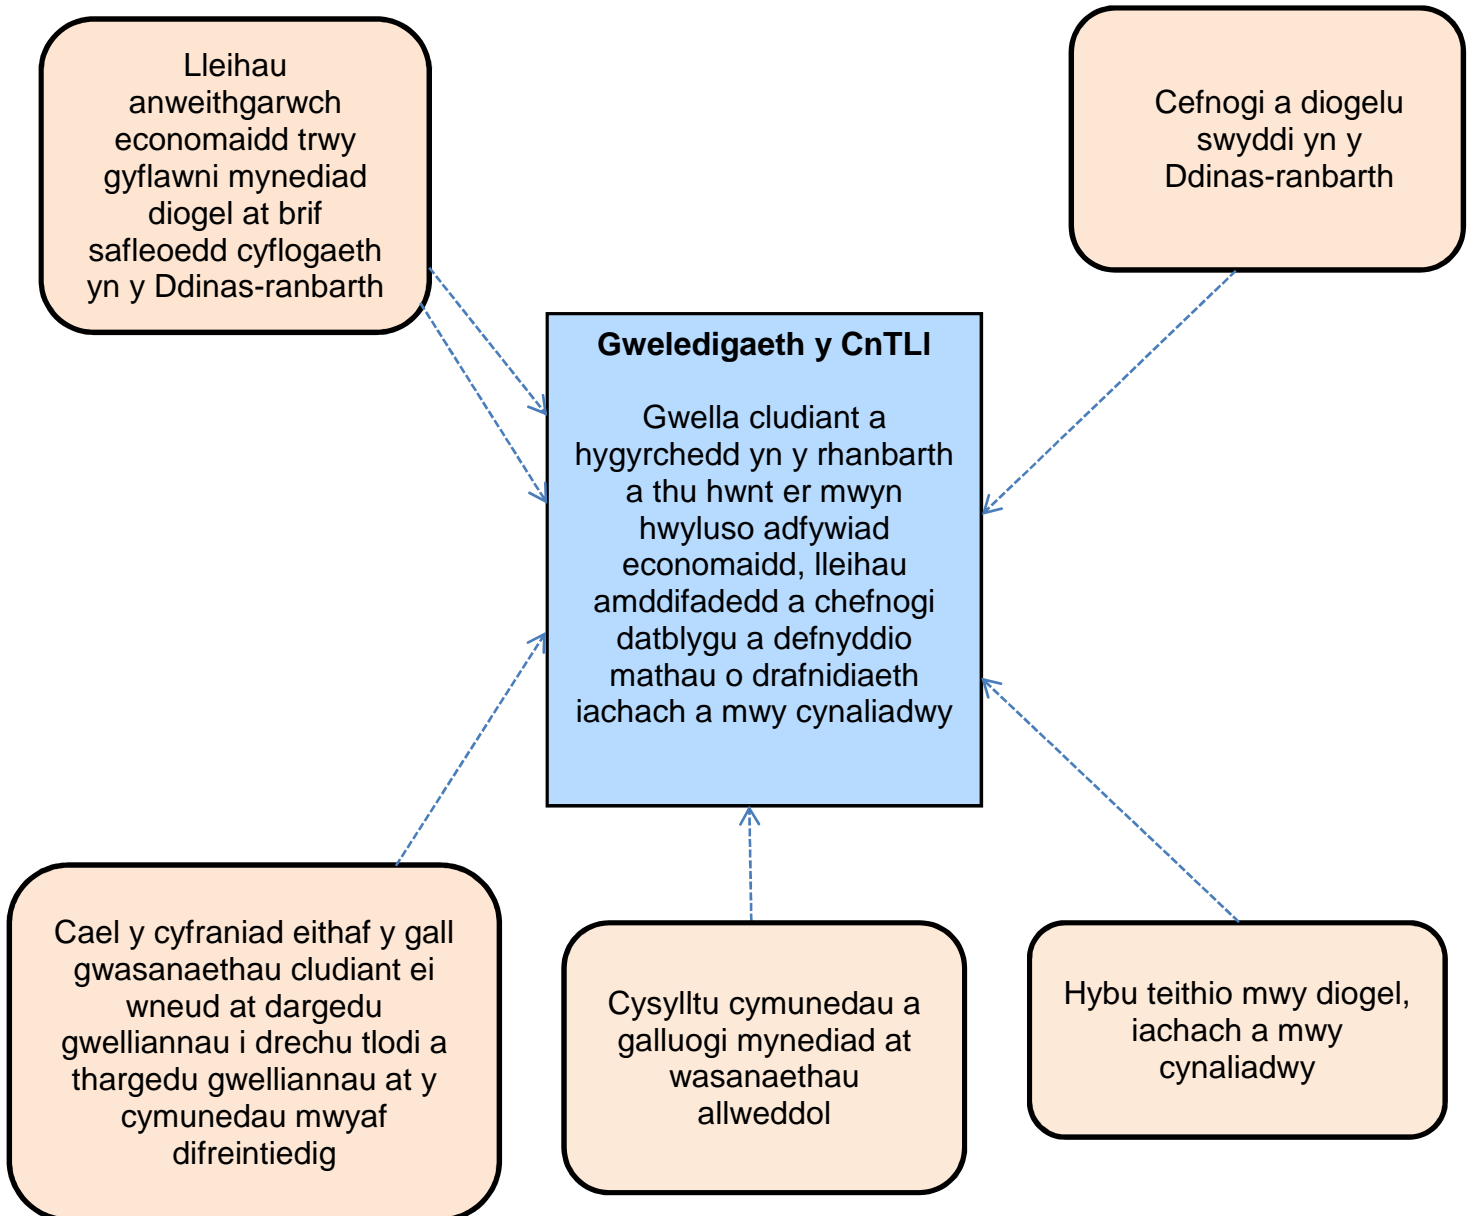 Lleihau
anweithgarwch
economaidd trwy
gyflawni mynediad
diogel at brif
safleoedd cyflogaeth
yn y Ddinas-ranbarth
Cefnogi a diogelu
swyddi yn y
Ddinas-ranbarth
Gweledigaeth y CnTLl
Gwella cludiant a
hygyrchedd yn y rhanbarth
a thu hwnt er mwyn
hwyluso adfywiad
economaidd, lleihau
amddifadedd a chefnogi
datblygu a defnyddio
mathau o drafnidiaeth
iachach a mwy cynaliadwy
Cael y cyfraniad eithaf y gall
gwasanaethau cludiant ei
wneud at dargedu
gwelliannau i drechu tlodi a
thargedu gwelliannau at y
cymunedau mwyaf
difreintiedig
Cysylltu cymunedau a
galluogi mynediad at
wasanaethau
allweddol
Hybu teithio mwy diogel,
iachach a mwy
cynaliadwy